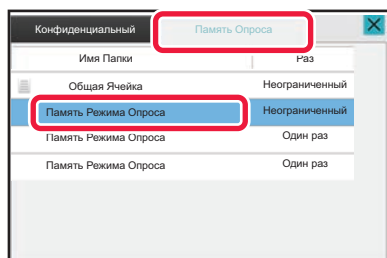 Конфиденциальный Память Опроса
Имя Папки Раз
Общая Ячейка Неограниченный
Память Режима Опроса Неограниченный
Память Режима Опроса Один раз
Память Режима Опроса Один раз